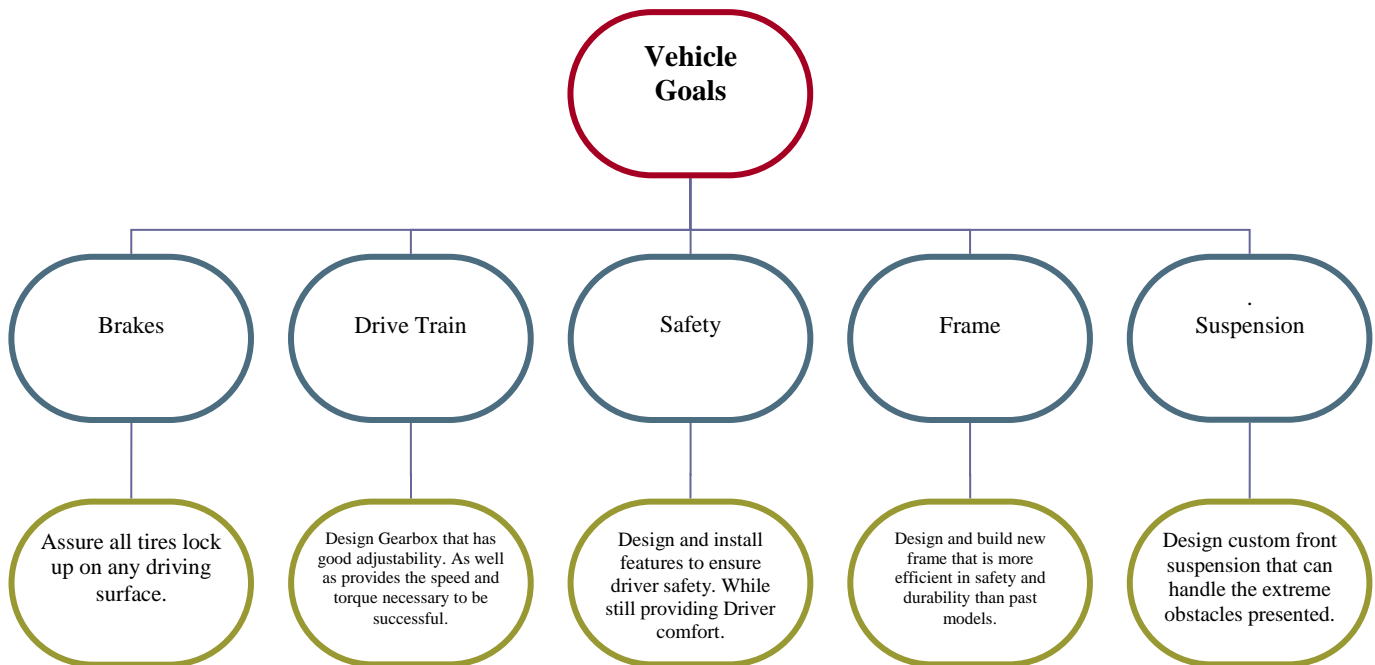 Vehicle
Goals
Brakes
Drive Train
Safety
Frame
.
Suspension
Assure all tires lock
up on any driving
surface.
Design Gearbox that has
good adjustability. As well
as provides the speed and
torque necessary to be
successful.
Design and install
features to ensure
driver safety. While
still providing Driver
comfort.
Design and build new
frame that is more
efficient in safety and
durability than past
models.
Design custom front
suspension that can
handle the extreme
obstacles presented.